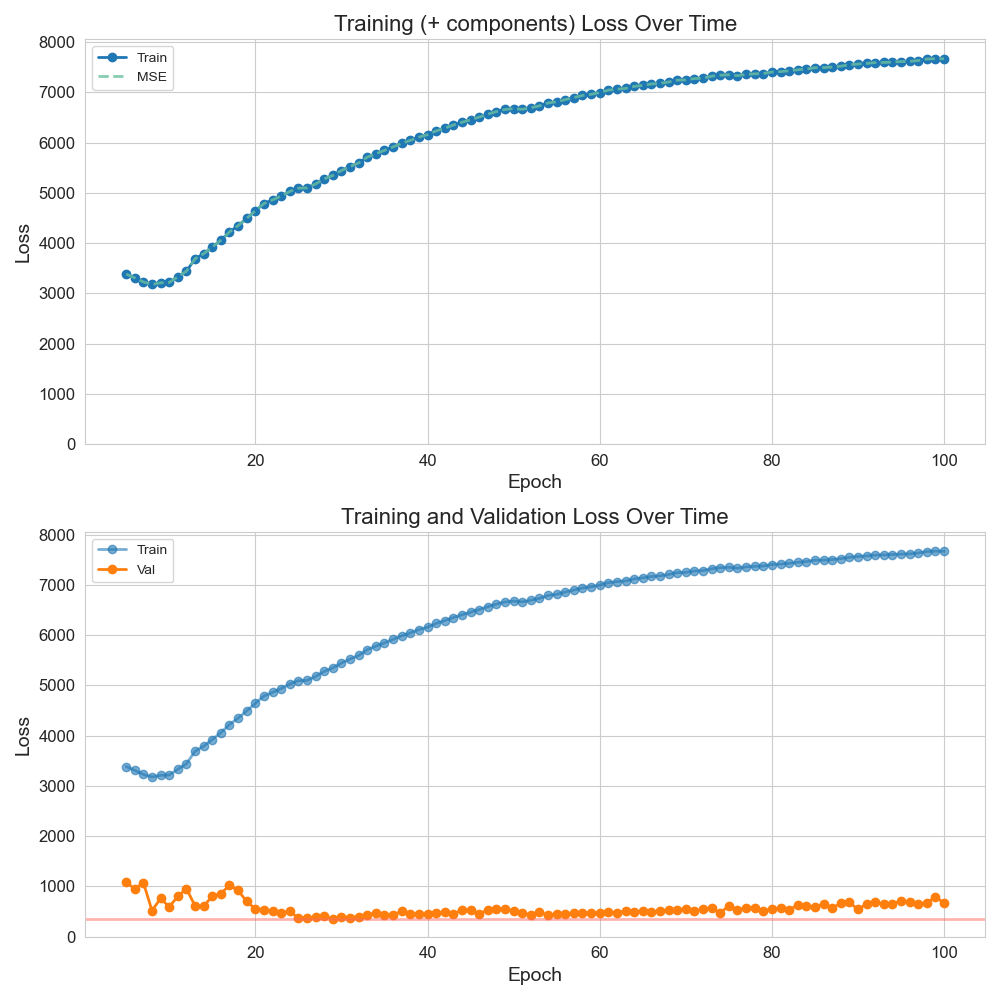 Training (+ components) Loss Over Time
8000
7000
6000
5000
4000
3000
2000
1000
0
Loss
Train
MSE
20
40
60
80
100
Epoch
Training and Validation Loss Over Time
8000
7000
6000
5000
4000
3000
2000
1000
0
Loss
Train
Val
20
40
60
80
100
Epoch